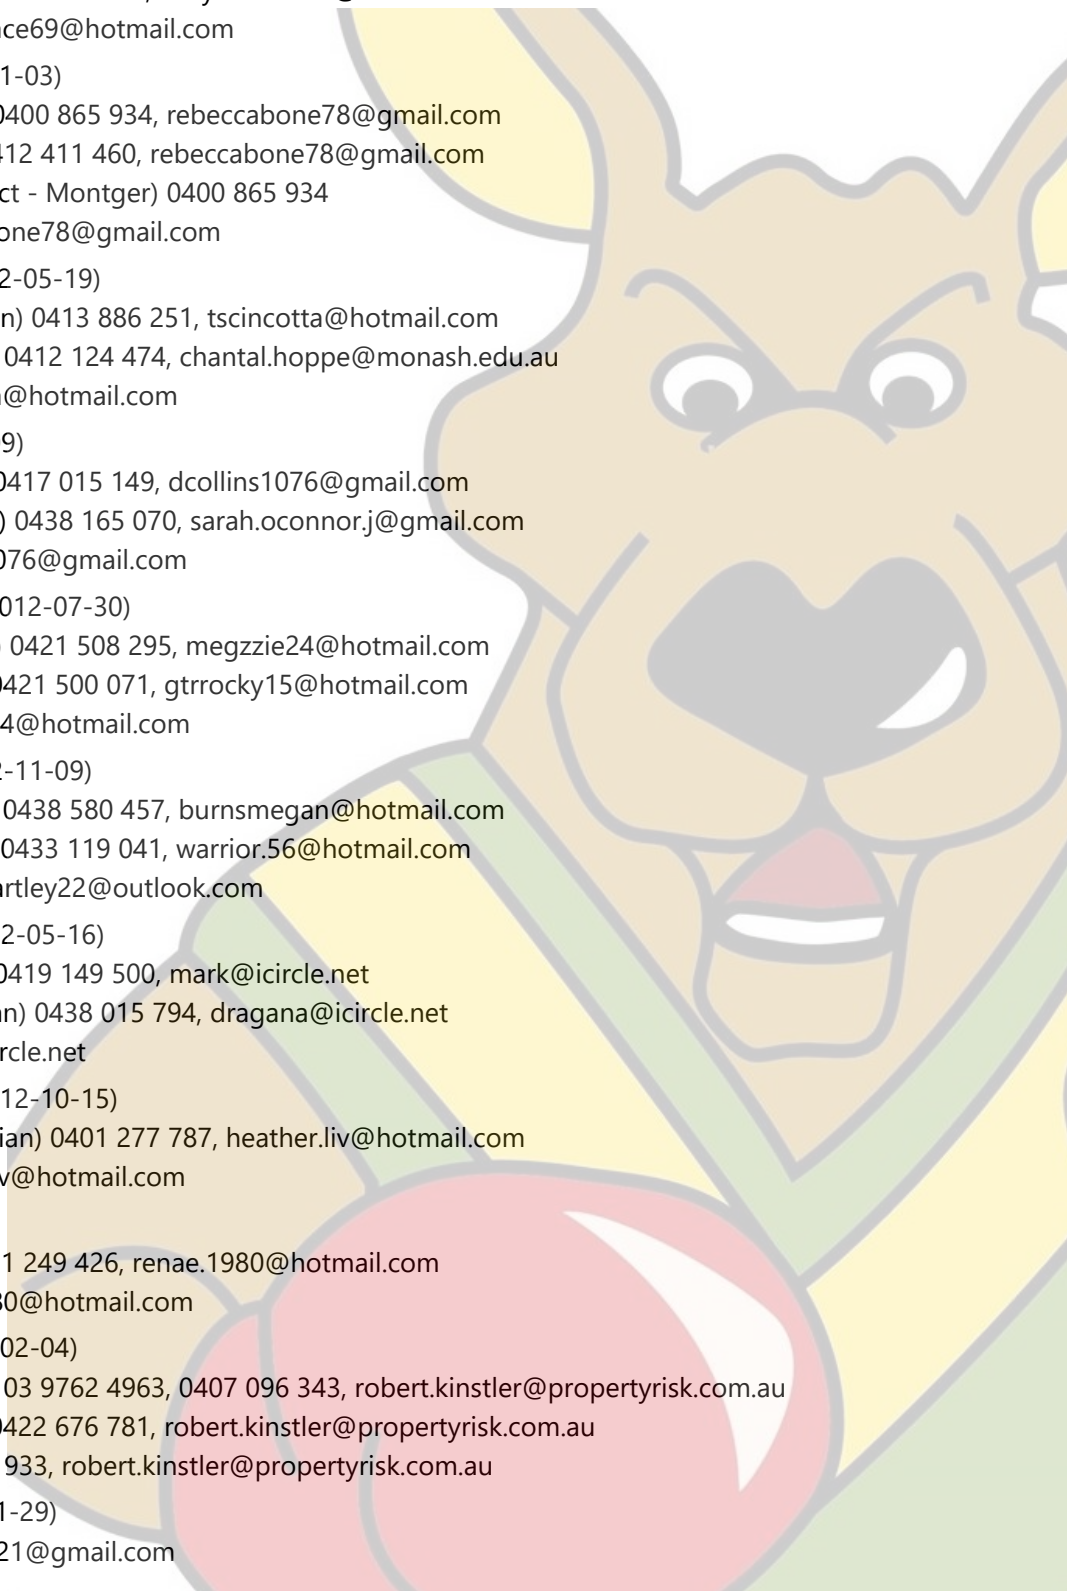 ce69@hotmail.com
1-03)
0400 865 934, rebeccabone78@gmail.com
412 411 460, rebeccabone78@gmail.com
ct - Montger) 0400 865 934
one78@gmail.com
2-05-19)
n) 0413 886 251, tscincotta@hotmail.com
0412 124 474, chantal.hoppe@monash.edu.au
@hotmail.com
9)
0417 015 149, dcollins1076@gmail.com
) 0438 165 070, sarah.oconnor.j@gmail.com
076@gmail.com
012-07-30)
0421 508 295, megzzie24@hotmail.com
0421 500 071, gtrrocky15@hotmail.com
4@hotmail.com
2-11-09)
0438 580 457, burnsmegan@hotmail.com
0433 119 041, warrior.56@hotmail.com
artley22@outlook.com
2-05-16)
0419 149 500, mark@icircle.net
an) 0438 015 794, dragana@icircle.net
rcle.net
12-10-15)
ian) 0401 277 787, heather.liv@hotmail.com
v@hotmail.com
1 249 426, renae.1980@hotmail.com
80@hotmail.com
02-04)
03 9762 4963, 0407 096 343, robert.kinstler@propertyrisk.com.au
0422 676 781, robert.kinstler@propertyrisk.com.au
933, robert.kinstler@propertyrisk.com.au
1-29)
21@gmail.com